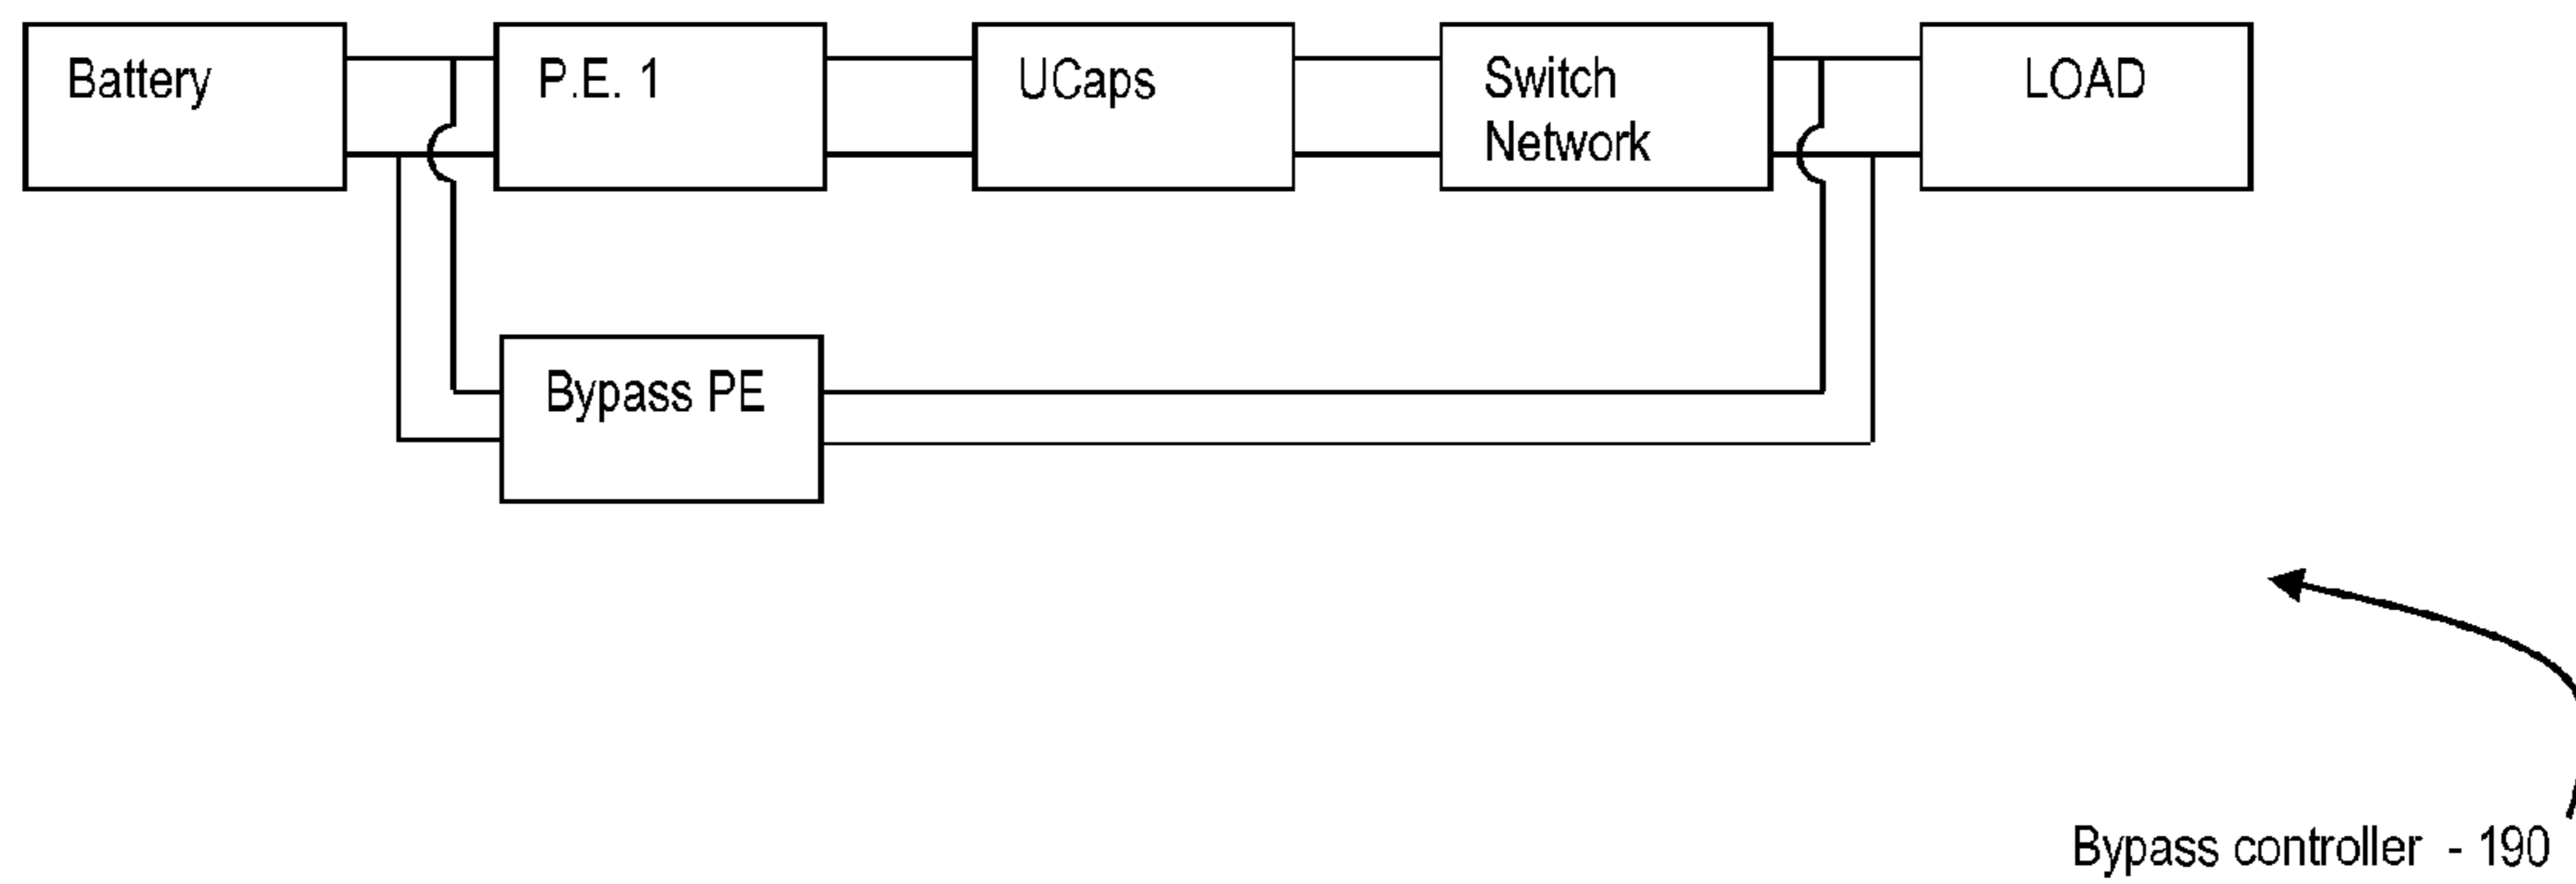 Battery
P.E. 1
UCaps
Switch
Network
LOAD
Bypass PE
Bypass controller - 190